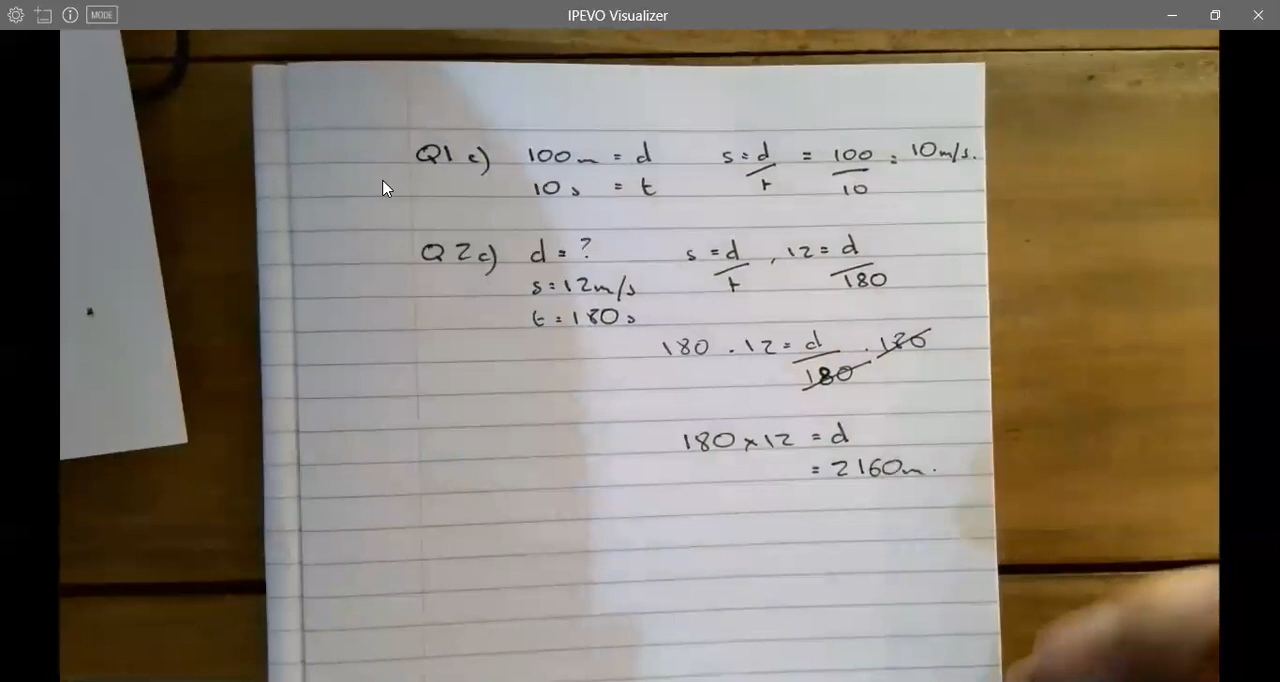 IPEVO Visualizer
MODE
Q1 c) 100m = d s = d/t = 100/10 = 10m/s.
10s = t
Q2 c) d = ? s = d/t , 12 = d/180
s = 12m/s
t = 180s
180 . 12 = d/180 . 180
180 x 12 = d
= 2160m.